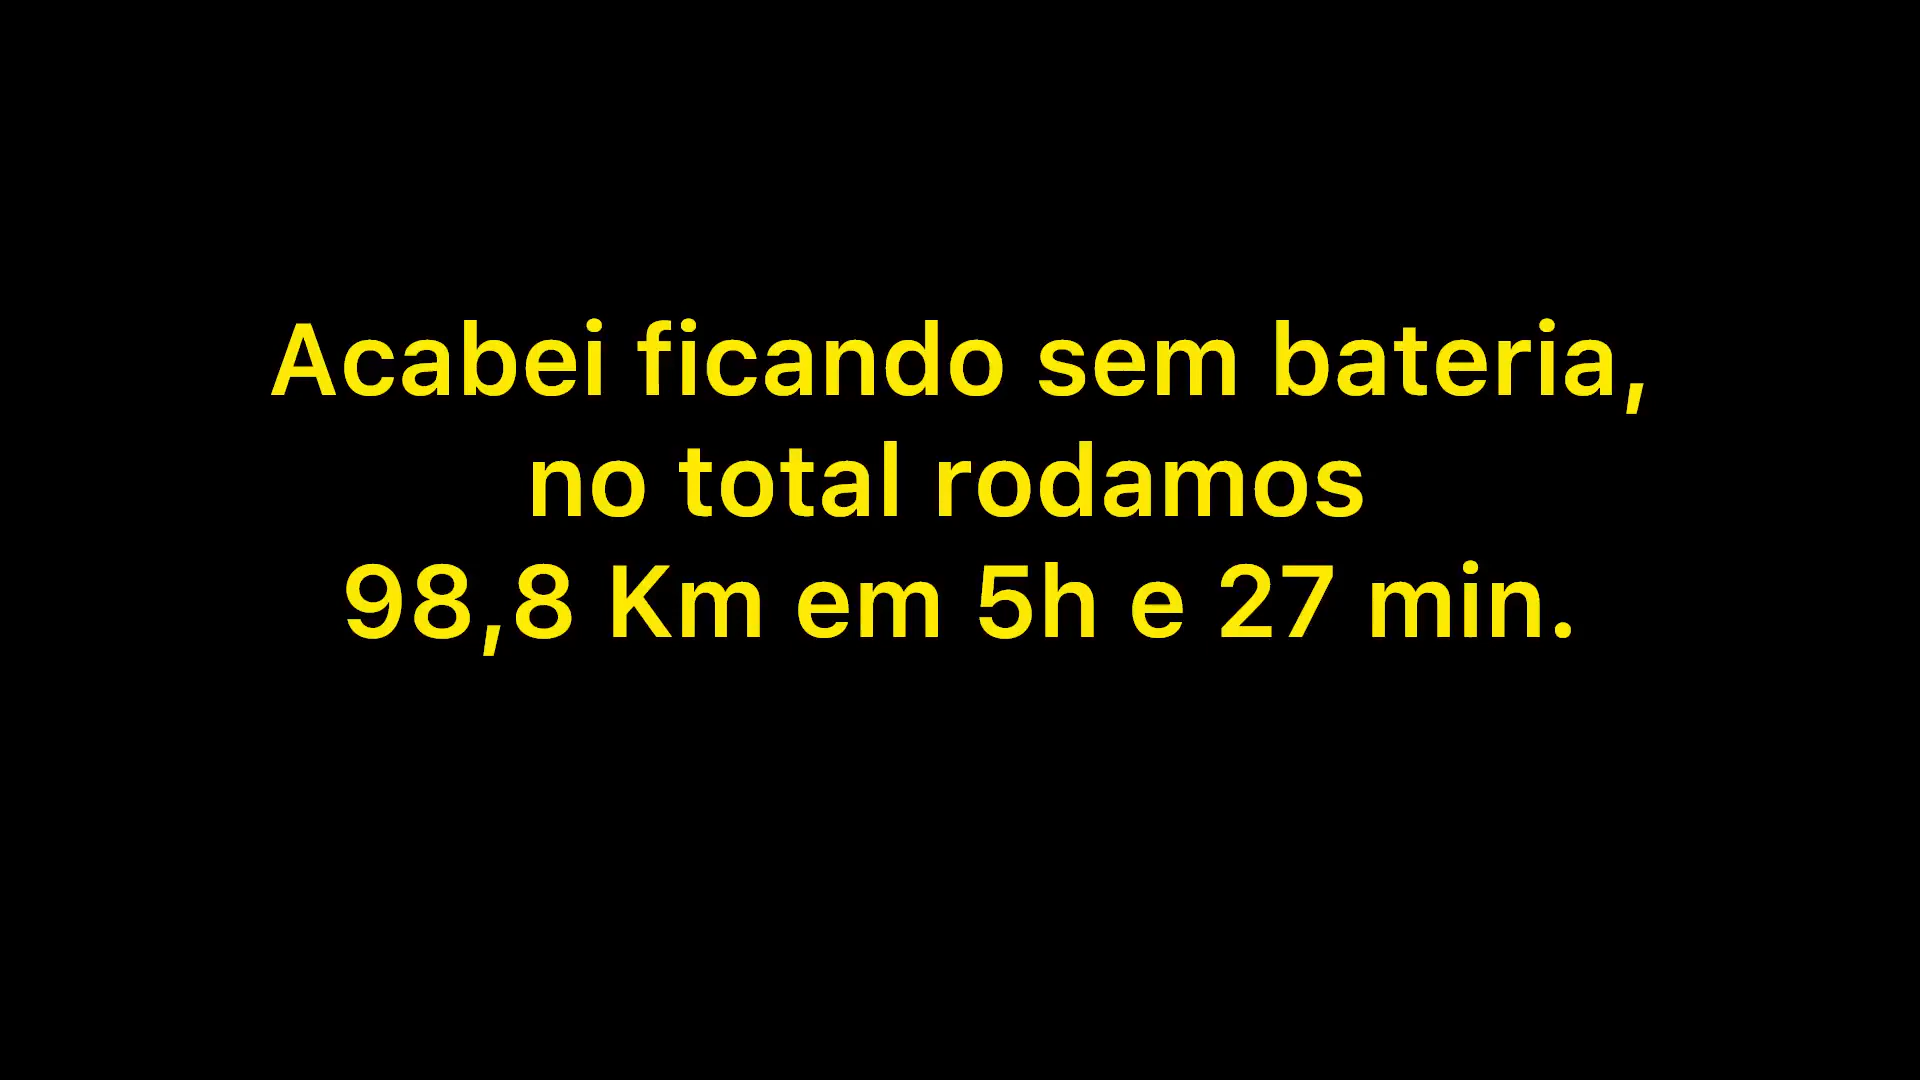 Acabei ficando sem bateria,
no total rodamos
98,8 Km em 5h e 27 min.